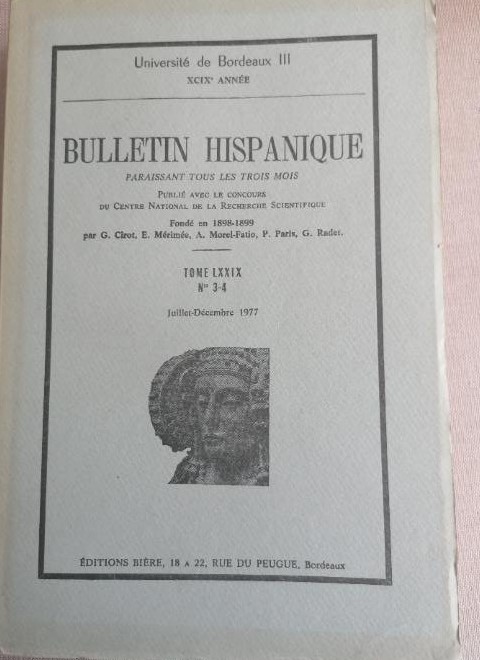 Université de Bordeaux III
XCIXᵉ ANNÉE
BULLETIN HISPANIQUE
PARAISSANT TOUS LES TROIS MOIS
PUBLIÉ AVEC LE CONCOURS
DU CENTRE NATIONAL DE LA RECHERCHE SCIENTIFIQUE
Fondé en 1898-1899
par G. Cirot, E. Mérimée, A. Morel-Fatio, P. Paris, G. Radet.
TOME LXXIX
Nᵒˢ 3-4
Juillet-Décembre 1977
ÉDITIONS BIÈRE, 18 A 22, RUE DU PEUGUE, Bordeaux